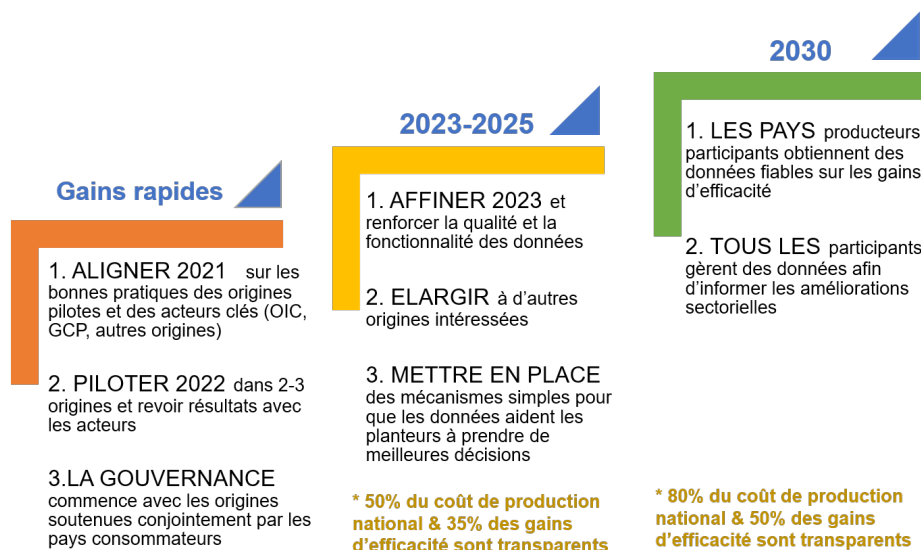 Gains rapides
1. ALIGNER 2021 sur les
bonnes pratiques des origines
pilotes et des acteurs clés (OIC,
GCP, autres origines)
2. PILOTER 2022 dans 2-3
origines et revoir résultats avec
les acteurs
3.LA GOUVERNANCE
commence avec les origines
soutenues conjointement par les
pays consommateurs
2023-2025
1. AFFINER 2023 et
renforcer la qualité et la
fonctionnalité des données
2. ELARGIR à d’autres
origines intéressées
3. METTRE EN PLACE
des mécanismes simples pour
que les données aident les
planteurs à prendre de
meilleures décisions
* 50% du coût de production
national & 35% des gains
d’efficacité sont transparents
2030
1. LES PAYS producteurs
participants obtiennent des
données fiables sur les gains
d’efficacité
2. TOUS LES participants
gèrent des données afin
d’informer les améliorations
sectorielles
* 80% du coût de production
national & 50% des gains
d’efficacité sont transparents